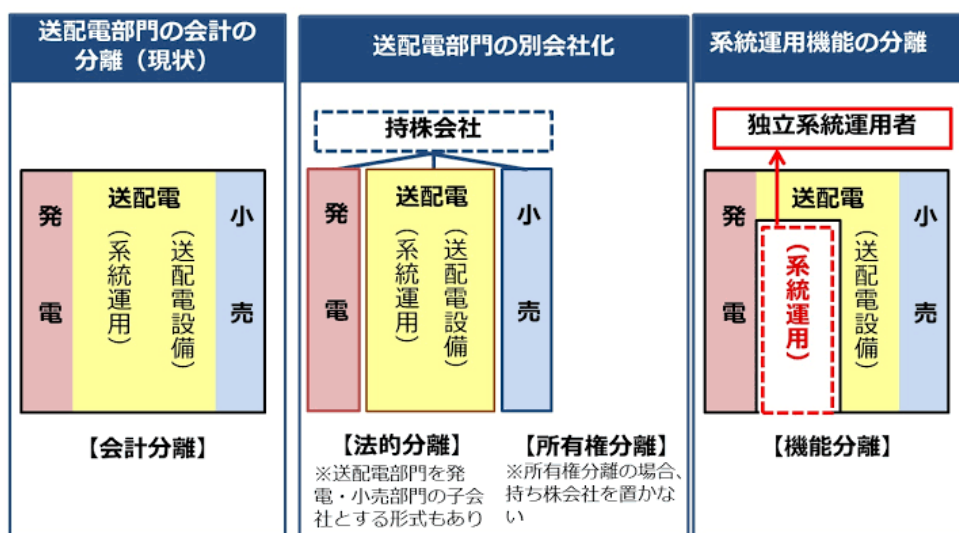 送配電部門の会計の
分離（現状）
発電
送配電
（系統運用）
（送配電設備）
小売
【会計分離】
送配電部門の別会社化
持株会社
発電
送配電
（系統運用）
（送配電設備）
小売
【法的分離】
※送配電部門を発
電・小売部門の子会
社とする形式もあり
【所有権分離】
※所有権分離の場合、
持ち株会社を置かな
い
系統運用機能の分離
独立系統運用者
発電
送配電
（系統運用）
（送配電設備）
小売
【機能分離】